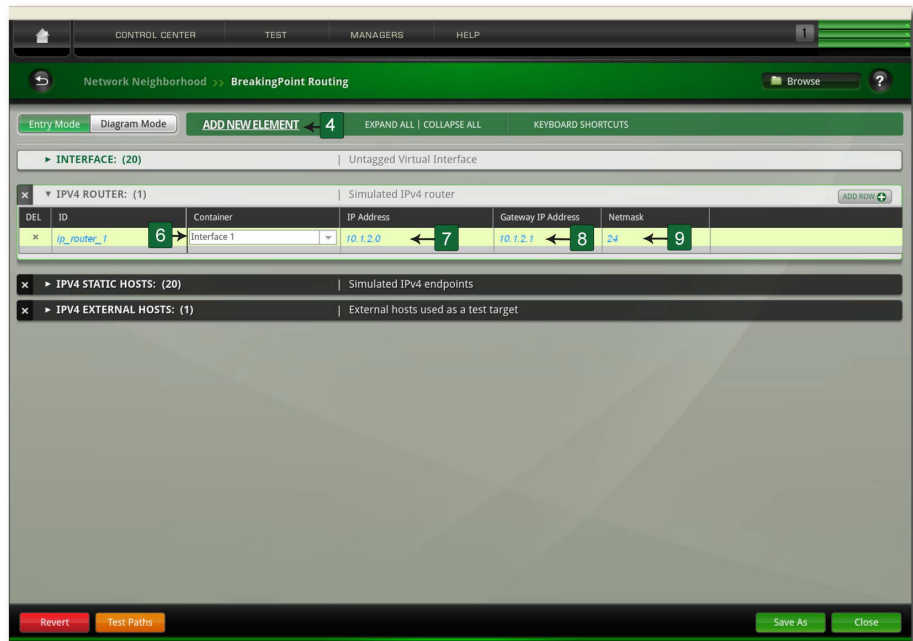 CONTROL CENTER TEST MANAGERS HELP 1
Network Neighborhood >> BreakingPoint Routing Browse ?
Entry Mode Diagram Mode ADD NEW ELEMENT 4 EXPAND ALL | COLLAPSE ALL KEYBOARD SHORTCUTS
INTERFACE: (20) | Untagged Virtual Interface
x IPV4 ROUTER: (1) | Simulated IPv4 router ADD ROW
DEL ID Container IP Address Gateway IP Address Netmask
x ip_router_1 6 Interface 1 10.1.2.0 7 10.1.2.1 8 24 9
x IPV4 STATIC HOSTS: (20) | Simulated IPv4 endpoints
x IPV4 EXTERNAL HOSTS: (1) | External hosts used as a test target
Revert Test Paths Save As Close